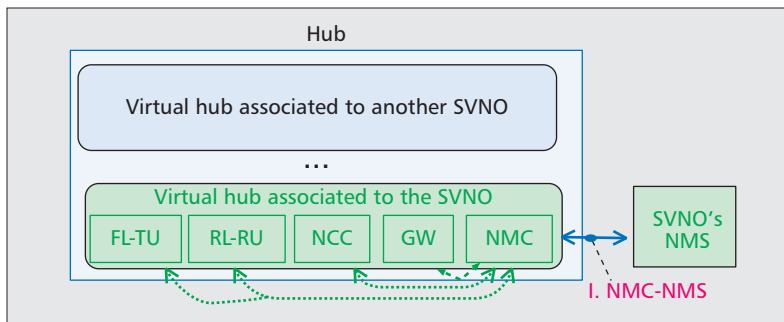 Hub
Virtual hub associated to another SVNO
...
Virtual hub associated to the SVNO
FL-TU
RL-RU
NCC
GW
NMC
SVNO's
NMS
I. NMC-NMS